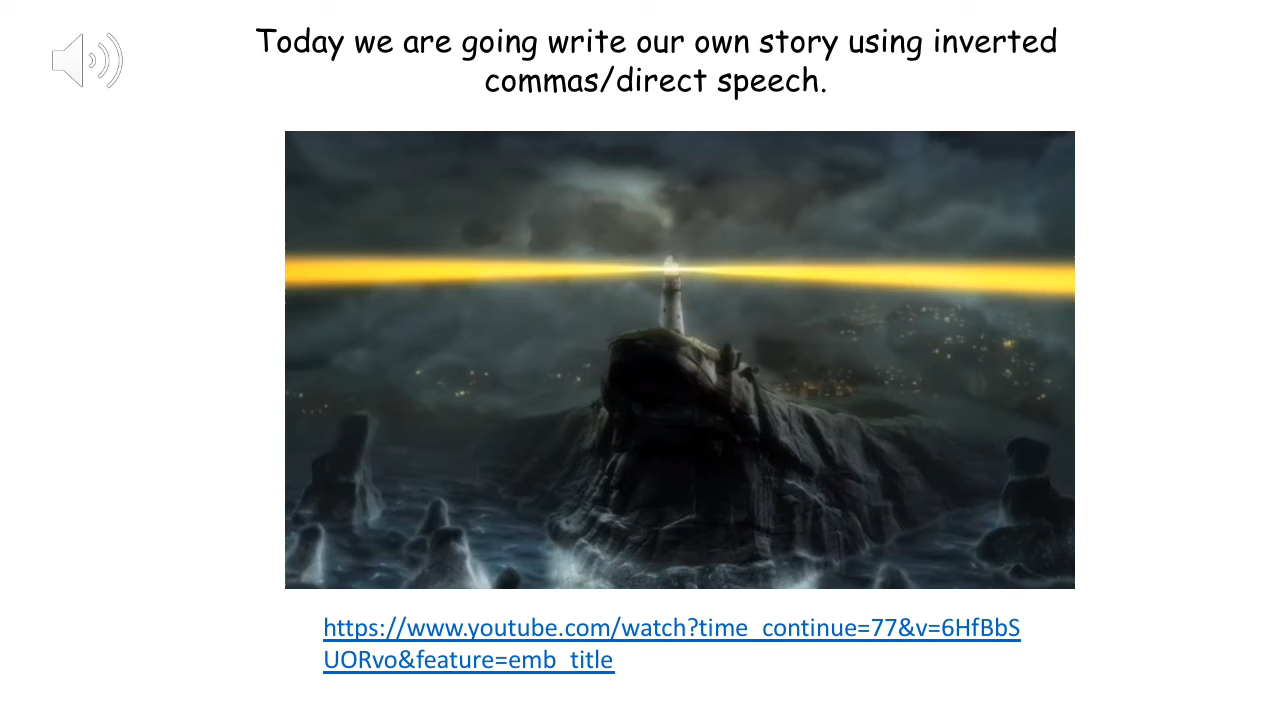 Today we are going write our own story using inverted
commas/direct speech.
https://www.youtube.com/watch?time_continue=77&v=6HfBbS
UORvo&feature=emb_title